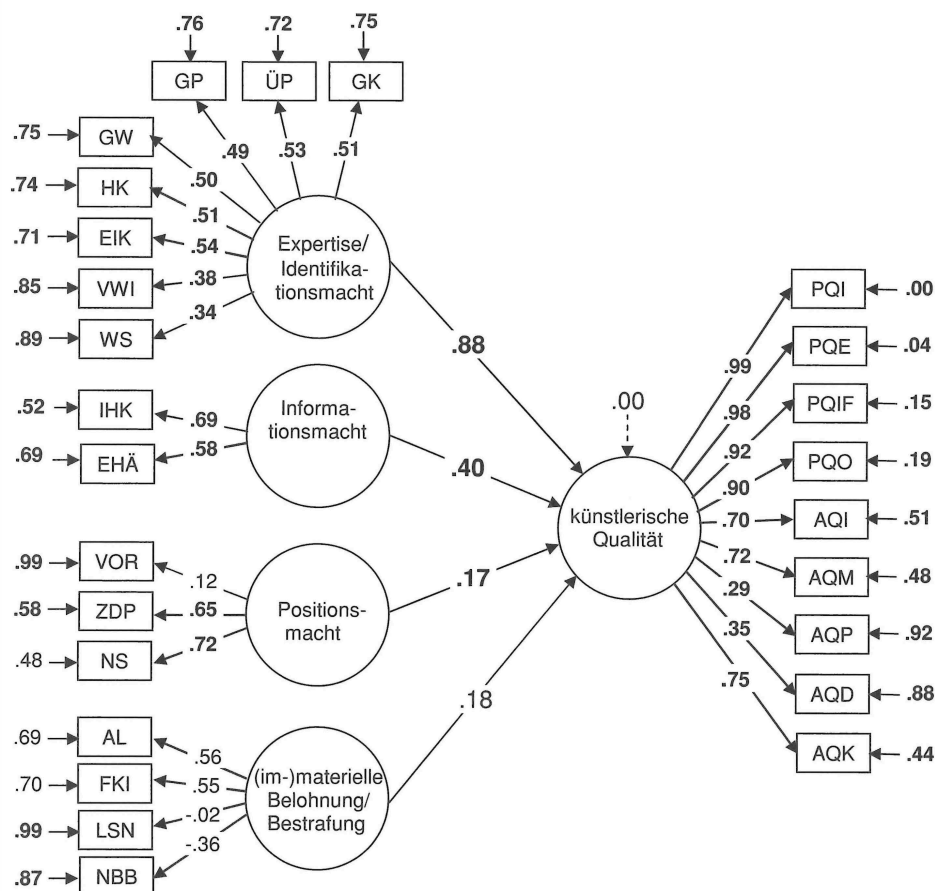 .76
.72
.75
GP
ÜP
GK
.75
GW
.49
.53
.51
.50
.74
HK
.51
.71
EIK
.54
Expertise/
Identifika-
tionsmacht
.85
VWI
.38
.89
WS
.34
.88
.52
IHK
.69
Informa-
tionsmacht
.69
EHÄ
.58
.40
.00
künstlerische
Qualität
.99
VOR
.12
.58
ZDP
.65
Positions-
macht
.17
.48
NS
.72
.69
AL
.56
.18
.70
FKI
.55
(im-)materielle
Belohnung/
Bestrafung
.99
LSN
-.02
.87
NBB
-.36
.99
PQI
.00
.98
PQE
.04
.92
PQIF
.15
.90
PQO
.19
.70
AQI
.51
.72
AQM
.48
.29
AQP
.92
.35
AQD
.88
.75
AQK
.44